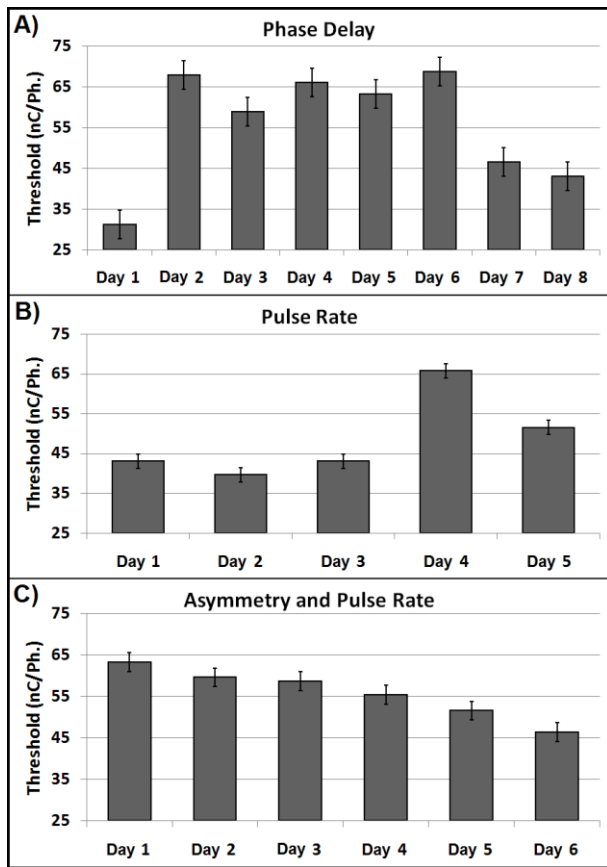 A)
Phase Delay
Threshold (nC/Ph.)
75
65
55
45
35
25
Day 1 Day 2 Day 3 Day 4 Day 5 Day 6 Day 7 Day 8
B)
Pulse Rate
Threshold (nC/Ph.)
75
65
55
45
35
25
Day 1 Day 2 Day 3 Day 4 Day 5
C)
Asymmetry and Pulse Rate
Threshold (nC/Ph.)
75
65
55
45
35
25
Day 1 Day 2 Day 3 Day 4 Day 5 Day 6